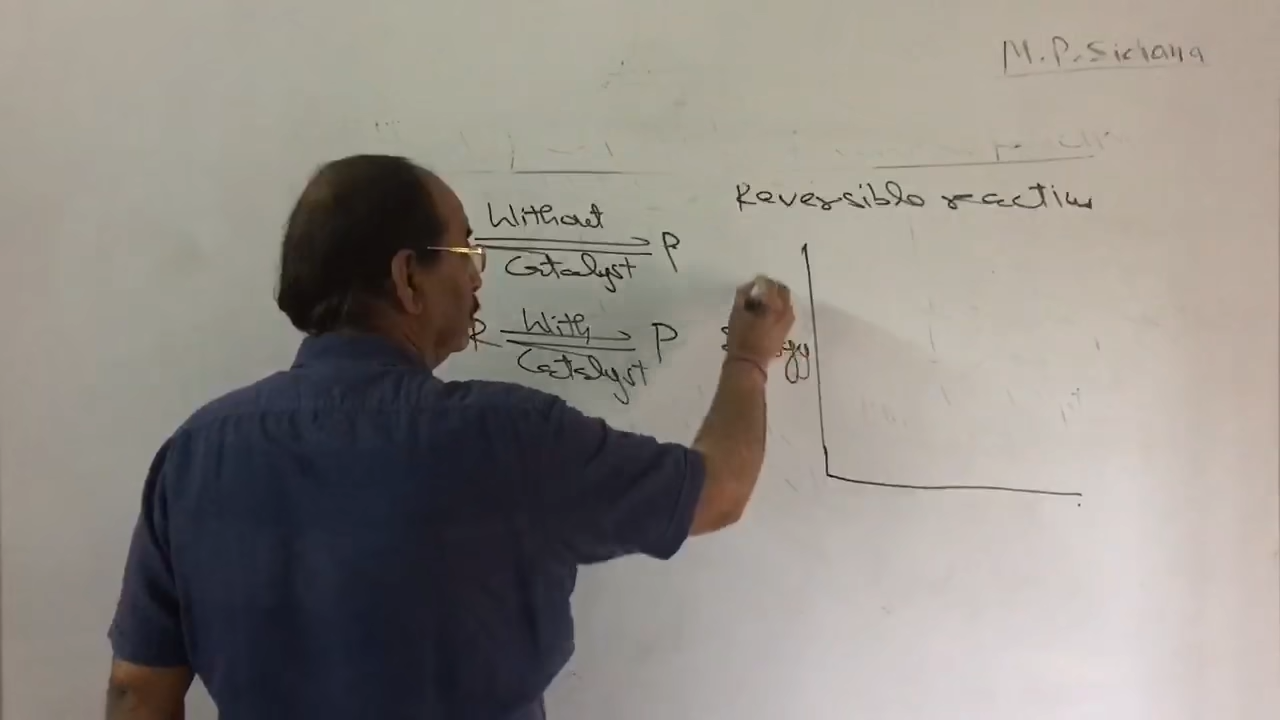 M.P.Sichana
Reversible reaction
Without
P
Catalyst
R With P
Catalyst